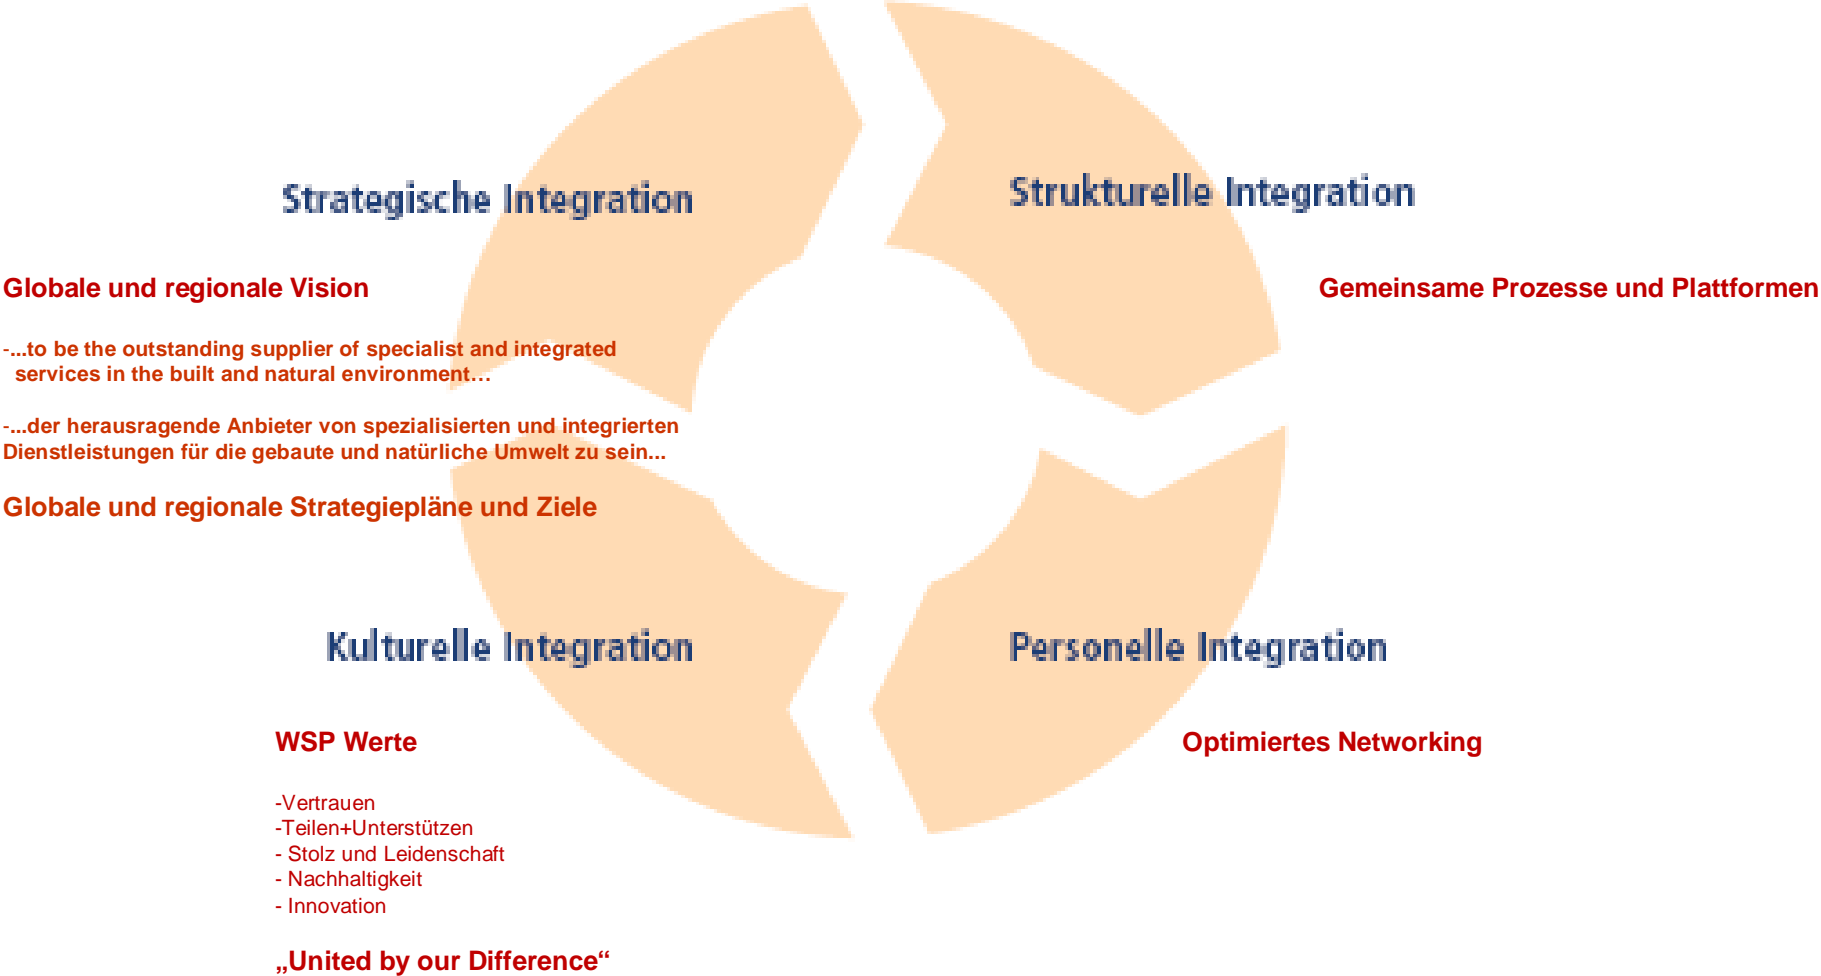 Strategische Integration
Strukturelle Integration
Globale und regionale Vision
Gemeinsame Prozesse und Plattformen
-...to be the outstanding supplier of specialist and integrated
services in the built and natural environment…
-...der herausragende Anbieter von spezialisierten und integrierten
Dienstleistungen für die gebaute und natürliche Umwelt zu sein...
Globale und regionale Strategiepläne und Ziele
Kulturelle Integration
Personelle Integration
WSP Werte
Optimiertes Networking
-Vertrauen
-Teilen+Unterstützen
- Stolz und Leidenschaft
- Nachhaltigkeit
- Innovation
„United by our Difference“